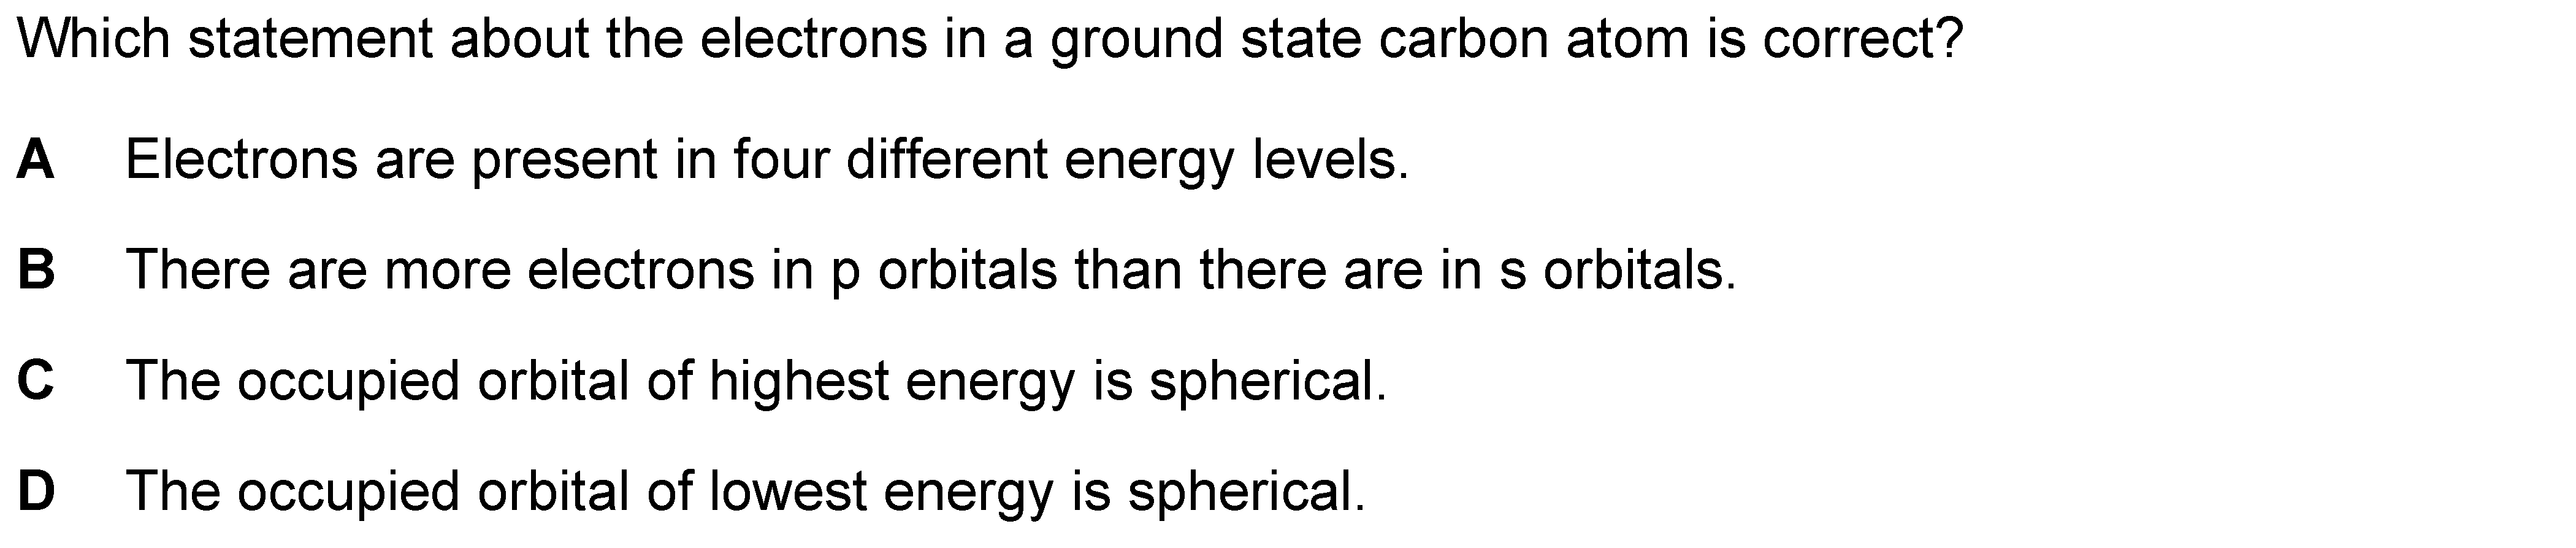 Which statement about the electrons in a ground state carbon atom is correct?
A Electrons are present in four different energy levels.
B There are more electrons in p orbitals than there are in s orbitals.
C The occupied orbital of highest energy is spherical.
D The occupied orbital of lowest energy is spherical.